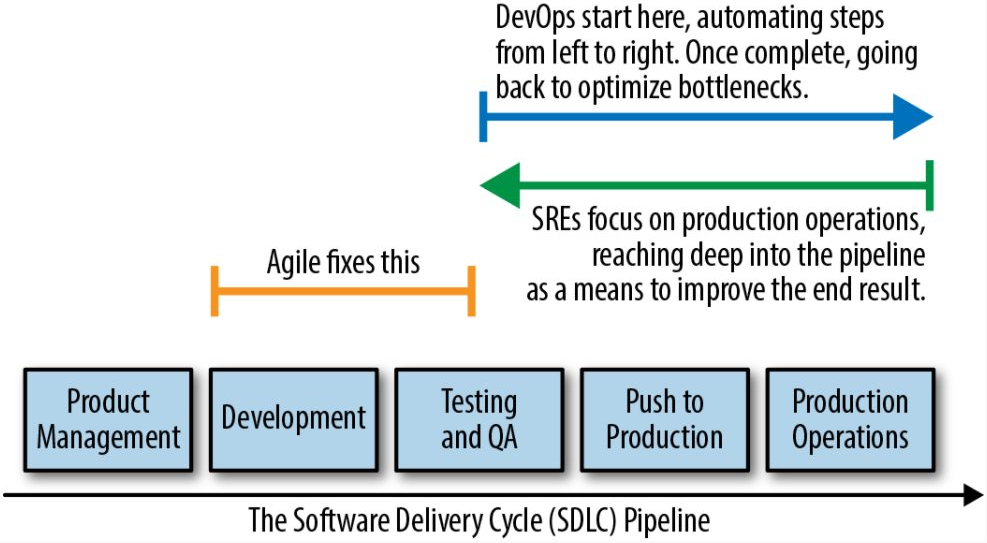 DevOps start here, automating steps
from left to right. Once complete, going
back to optimize bottlenecks.
SREs focus on production operations,
reaching deep into the pipeline
as a means to improve the end result.
Agile fixes this
Product
Management
Development
Testing
and QA
Push to
Production
Production
Operations
The Software Delivery Cycle (SDLC) Pipeline